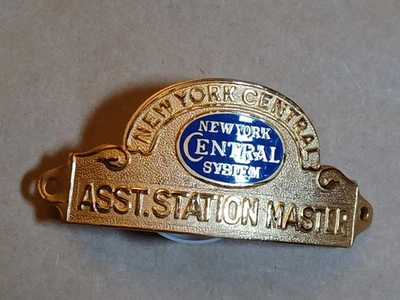 NEW YORK CENTRAL
NEW YORK
CENTRAL
SYSTEM
ASST. STATION MASTER